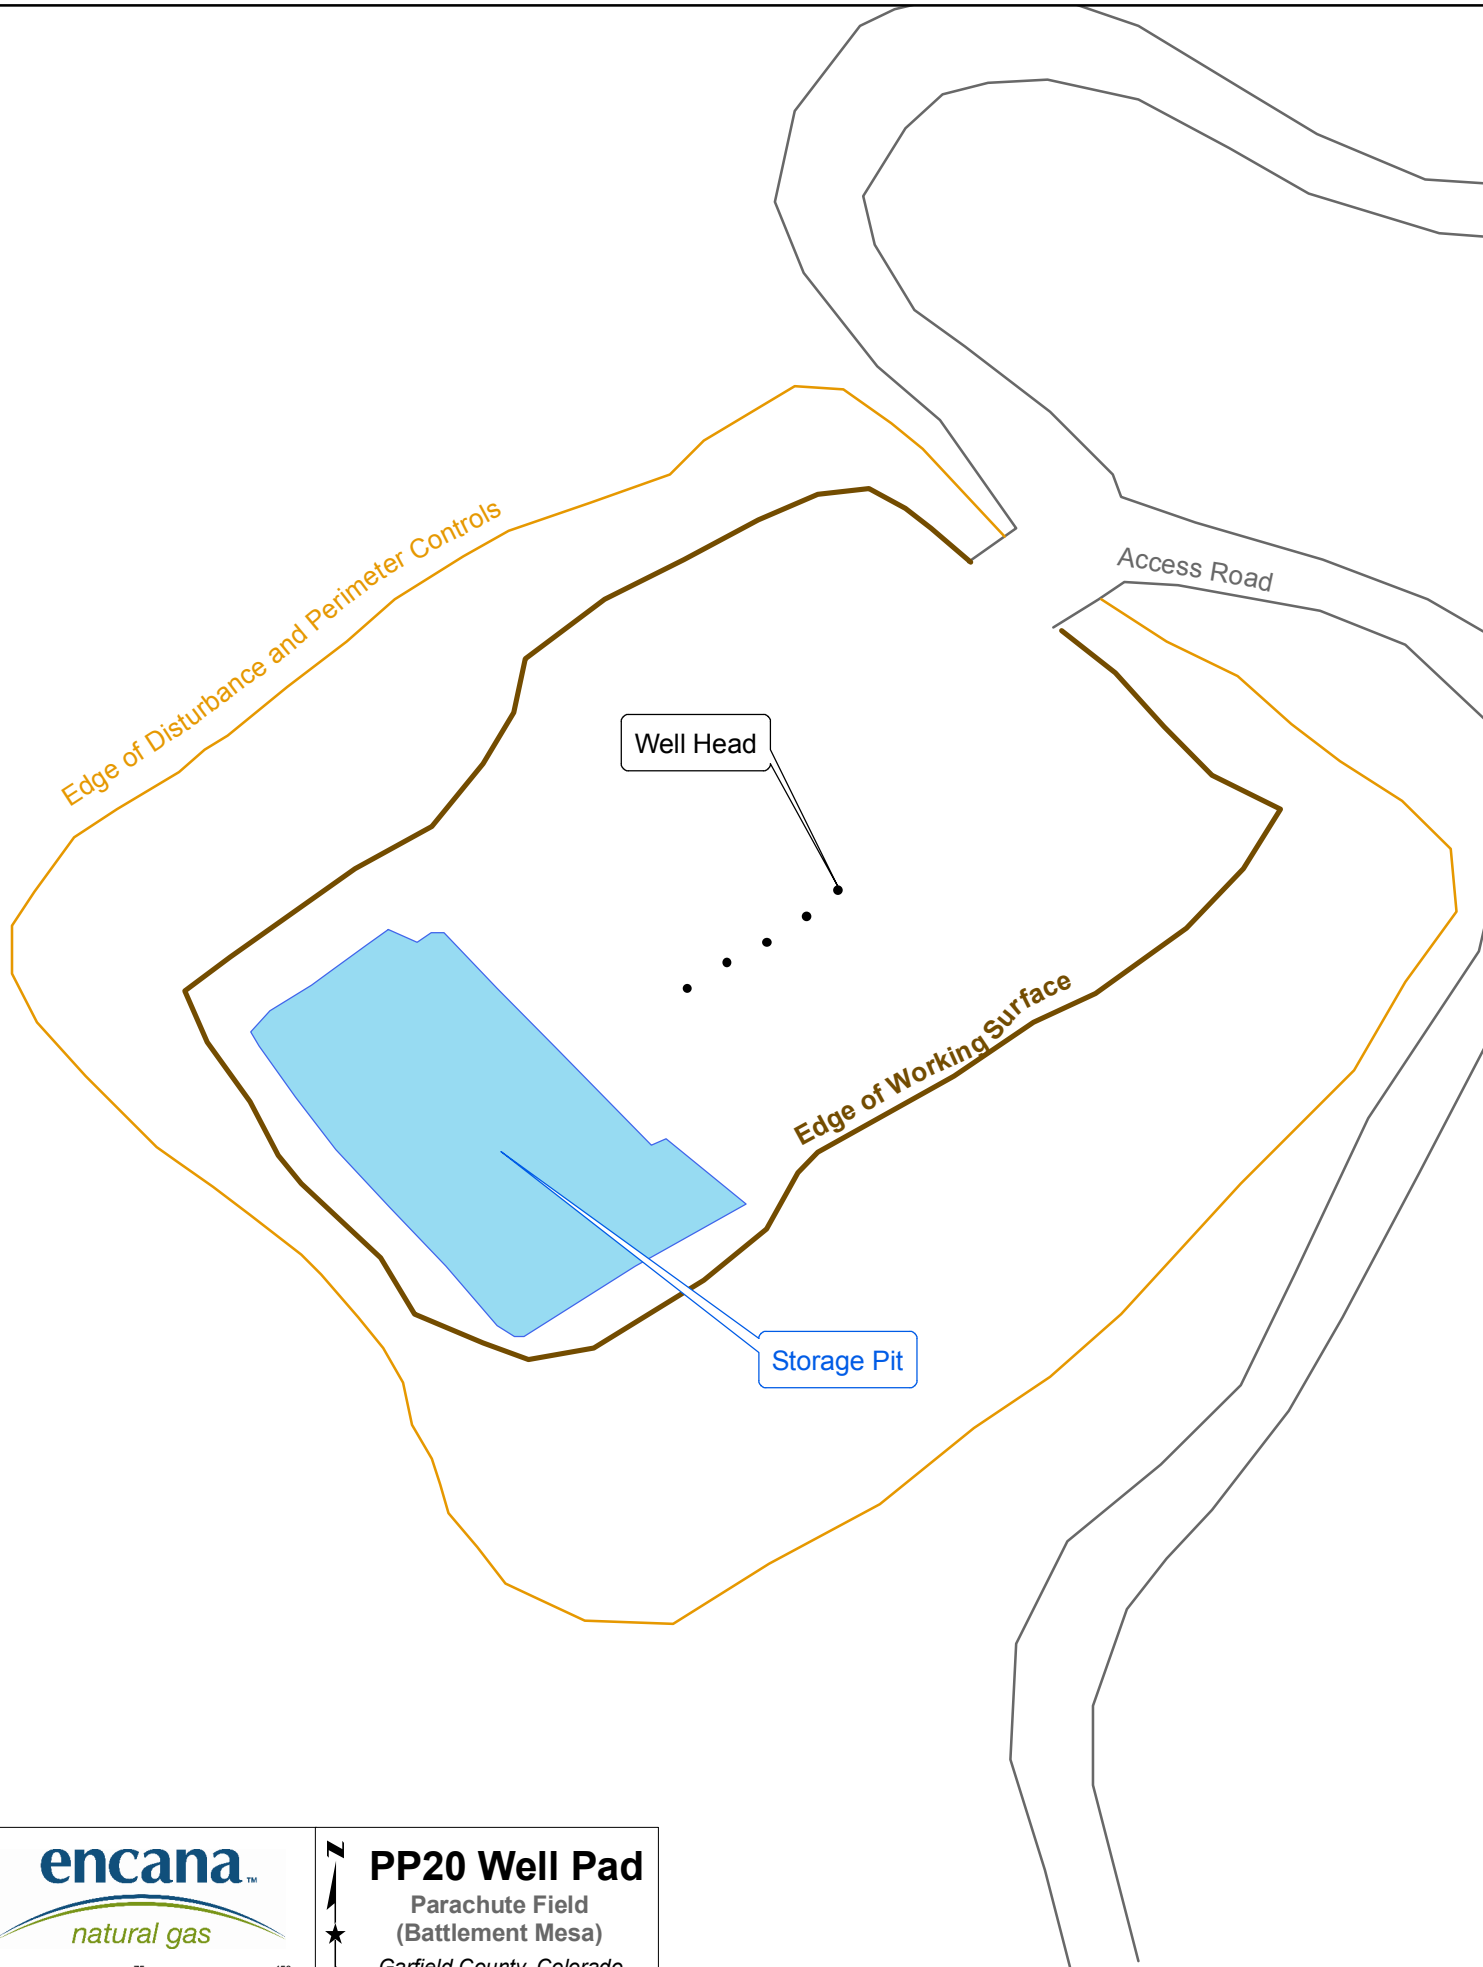 Access Road
Edge of Disturbance and Perimeter Controls
Well Head
Edge of Working Surface
Storage Pit
encana™
natural gas
N
PP20 Well Pad
Parachute Field
(Battlement Mesa)
Garfield County, Colorado